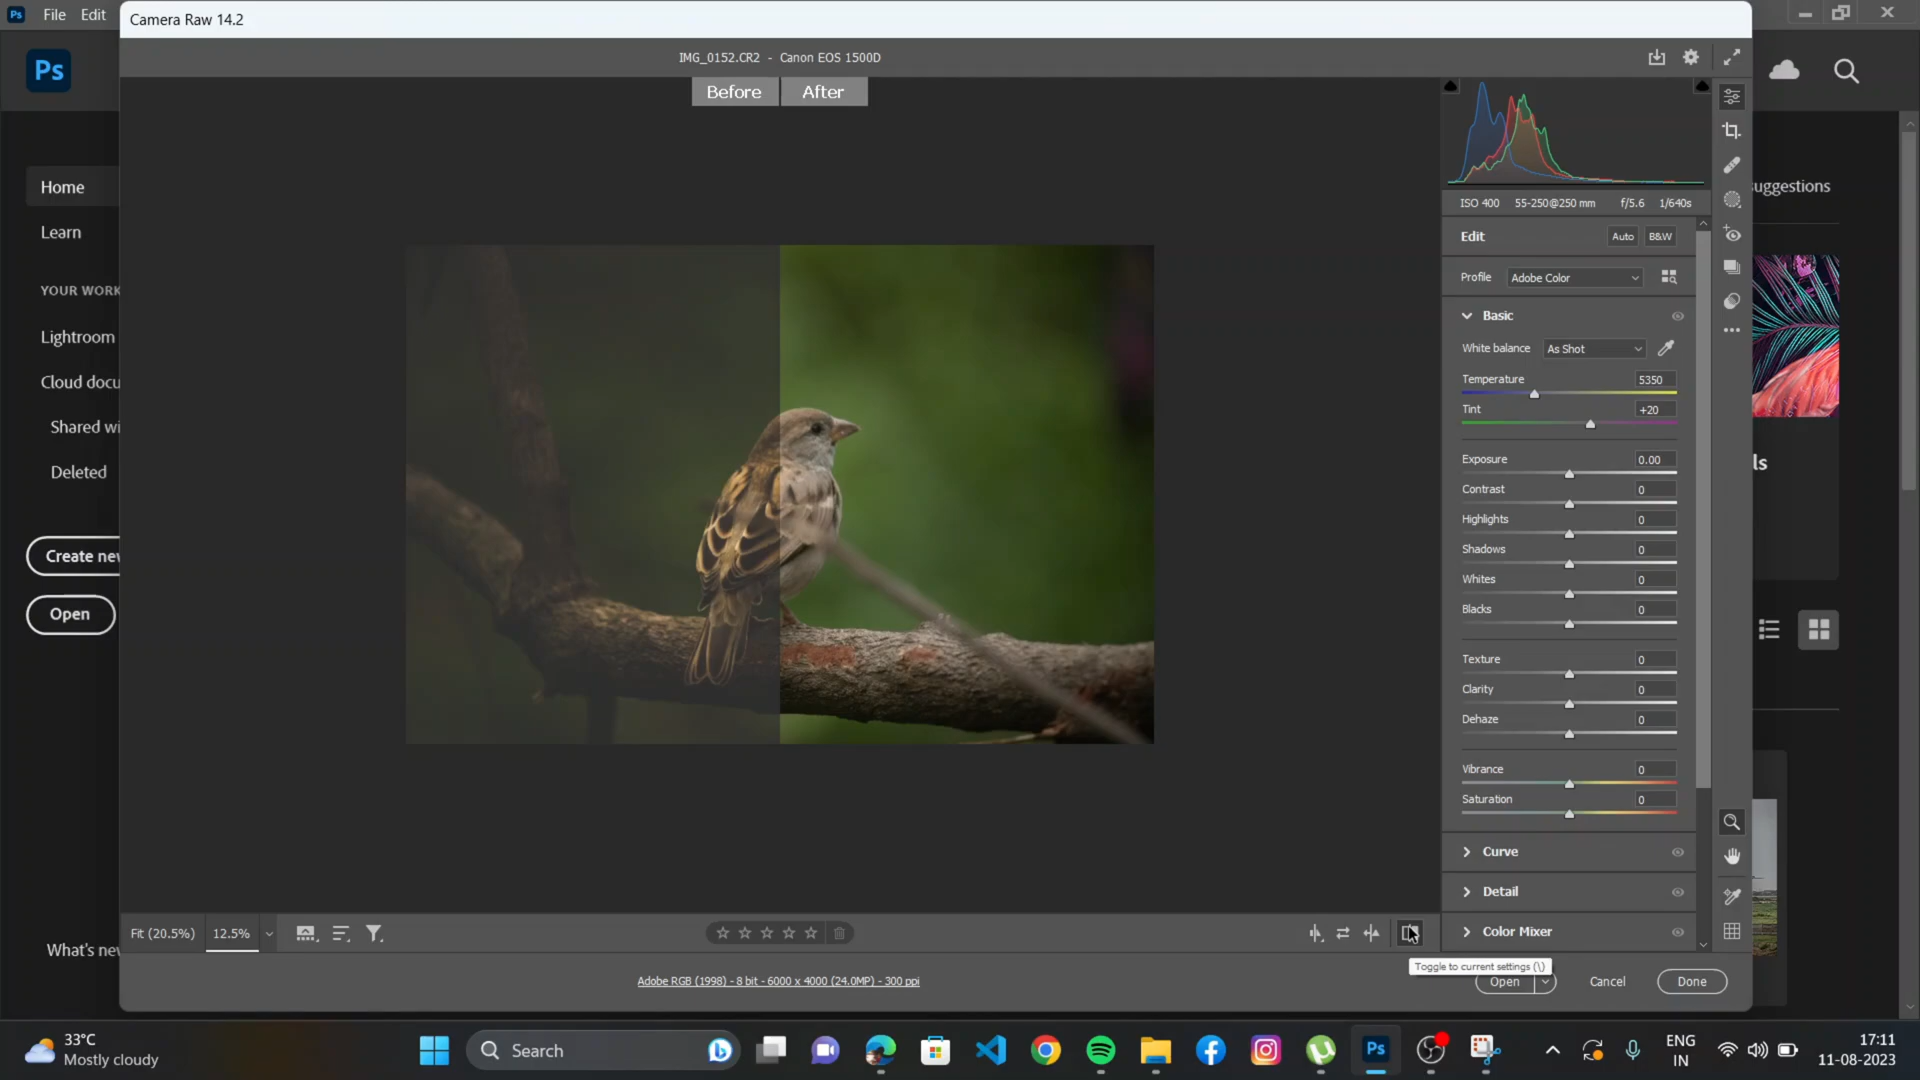 Ps File Edit
Camera Raw 14.2
IMG_0152.CR2 - Canon EOS 1500D
Ps
Before After
Home
Learn
YOUR WORK
Lightroom
Cloud docu
Shared wi
Deleted
Create new
Open
What's new
ISO 400 55-250@250 mm f/5.6 1/640s
uggestions
Edit Auto B&W
Profile Adobe Color
Basic
White balance As Shot
Temperature 5350
Tint +20
ls
Exposure 0.00
Contrast 0
Highlights 0
Shadows 0
Whites 0
Blacks 0
Texture 0
Clarity 0
Dehaze 0
Vibrance 0
Saturation 0
Curve
Detail
Color Mixer
Fit (20.5%) 12.5%
Toggle to current settings (\)
Adobe RGB (1998) - 8 bit - 6000 x 4000 (24.0MP) - 300 ppi
Open Cancel Done
33°C
Mostly cloudy
Search
Ps
ENG
IN
17:11
11-08-2023